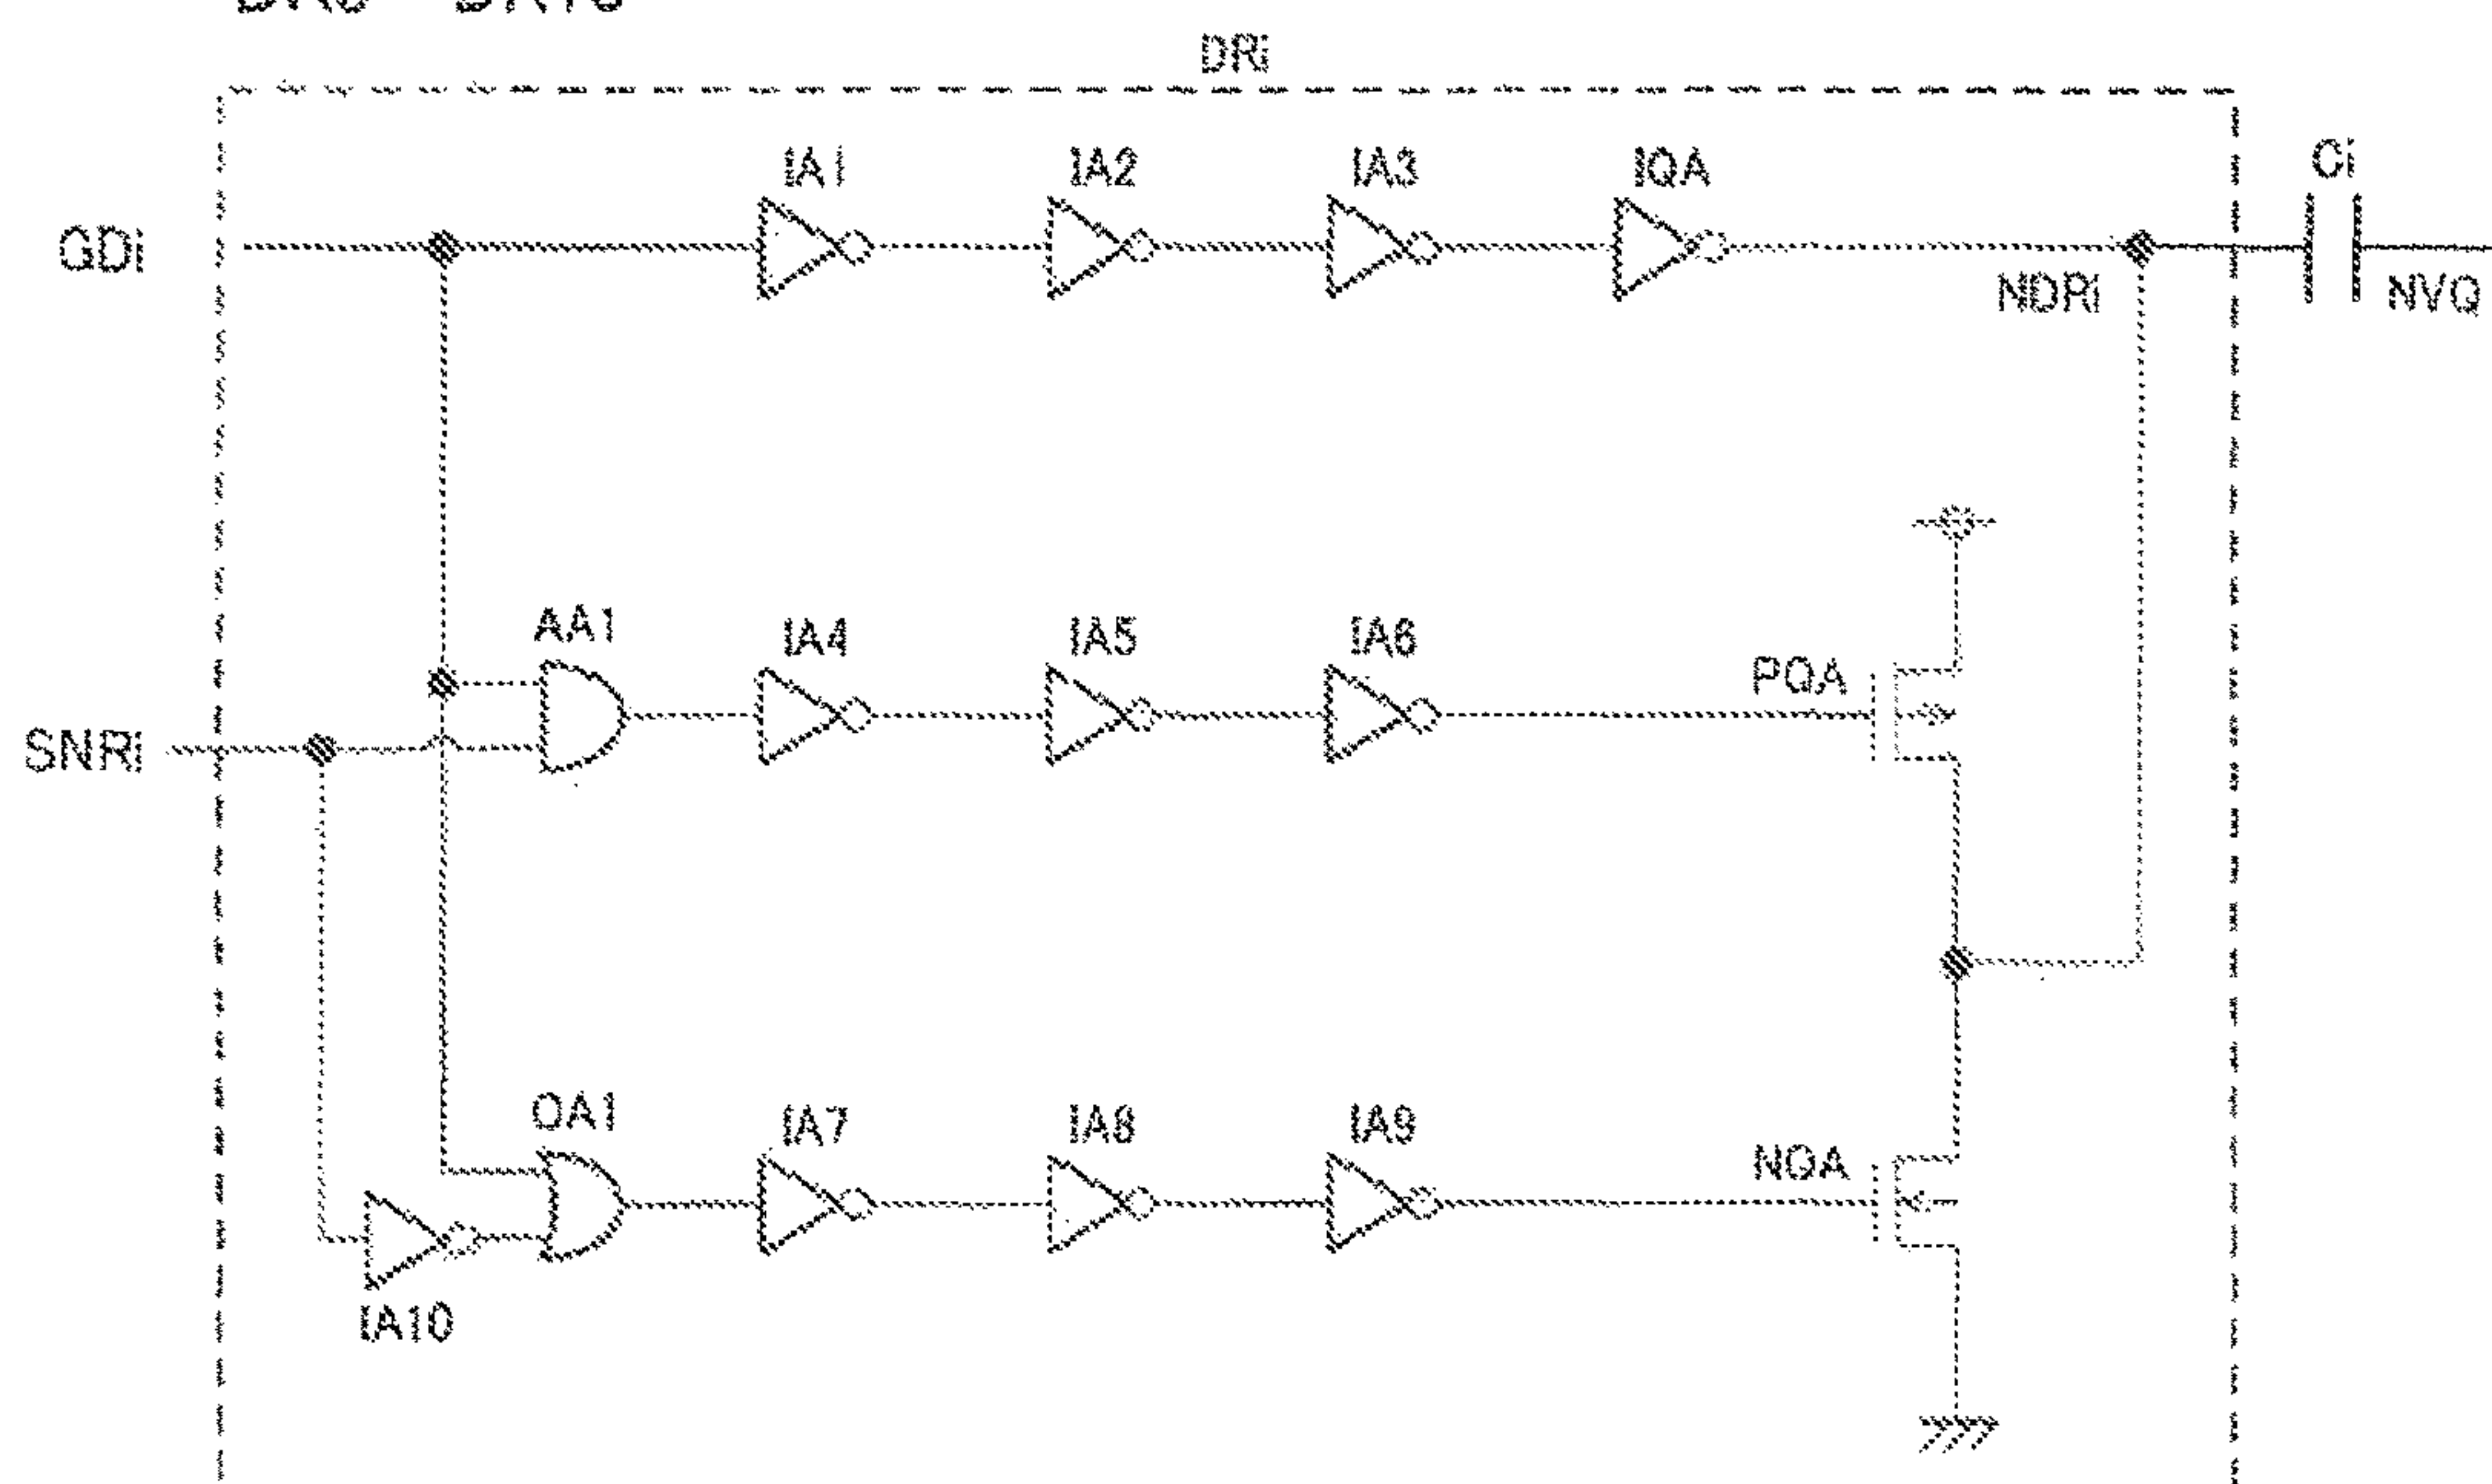 DRi
IA1 IA2 IA3 IQA Ci
GDi
NDRi NVQ
AA1 IA4 IA5 IA6
PQA
SNRi
OA1 IA7 IA8 IA9
NQA
IA10